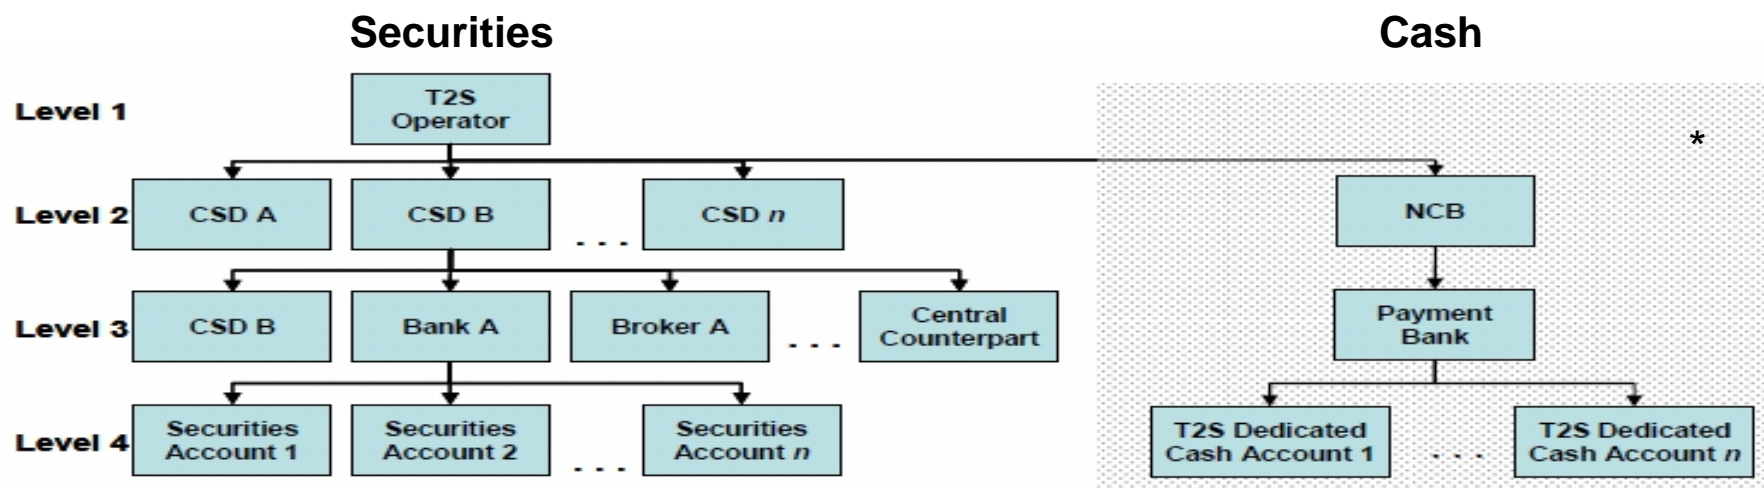 Securities
Cash
Level 1
T2S
Operator
*
Level 2
CSD A
CSD B
. . .
CSD n
NCB
Level 3
CSD B
Bank A
Broker A
. . .
Central
Counterpart
Payment
Bank
Level 4
Securities
Account 1
Securities
Account 2
. . .
Securities
Account n
T2S Dedicated
Cash Account 1
. . .
T2S Dedicated
Cash Account n